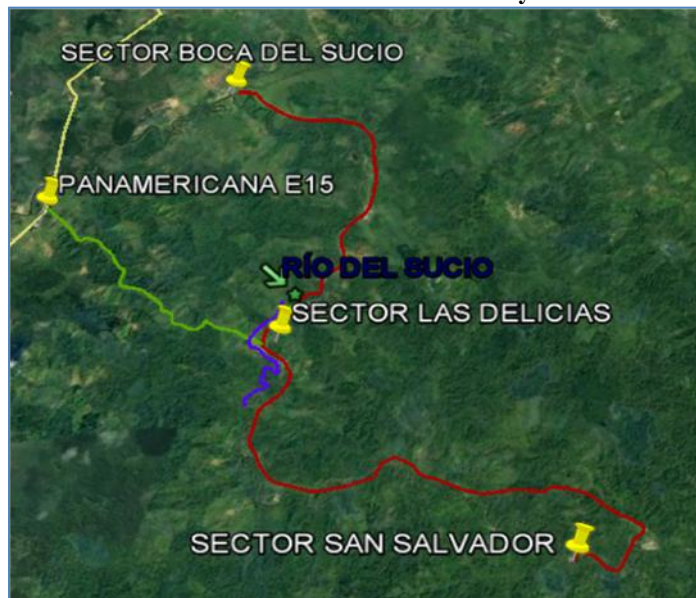 SECTOR BOCA DEL SUCIO
PANAMERICANA E15
RÍO DEL SUCIO
SECTOR LAS DELICIAS
SECTOR SAN SALVADOR